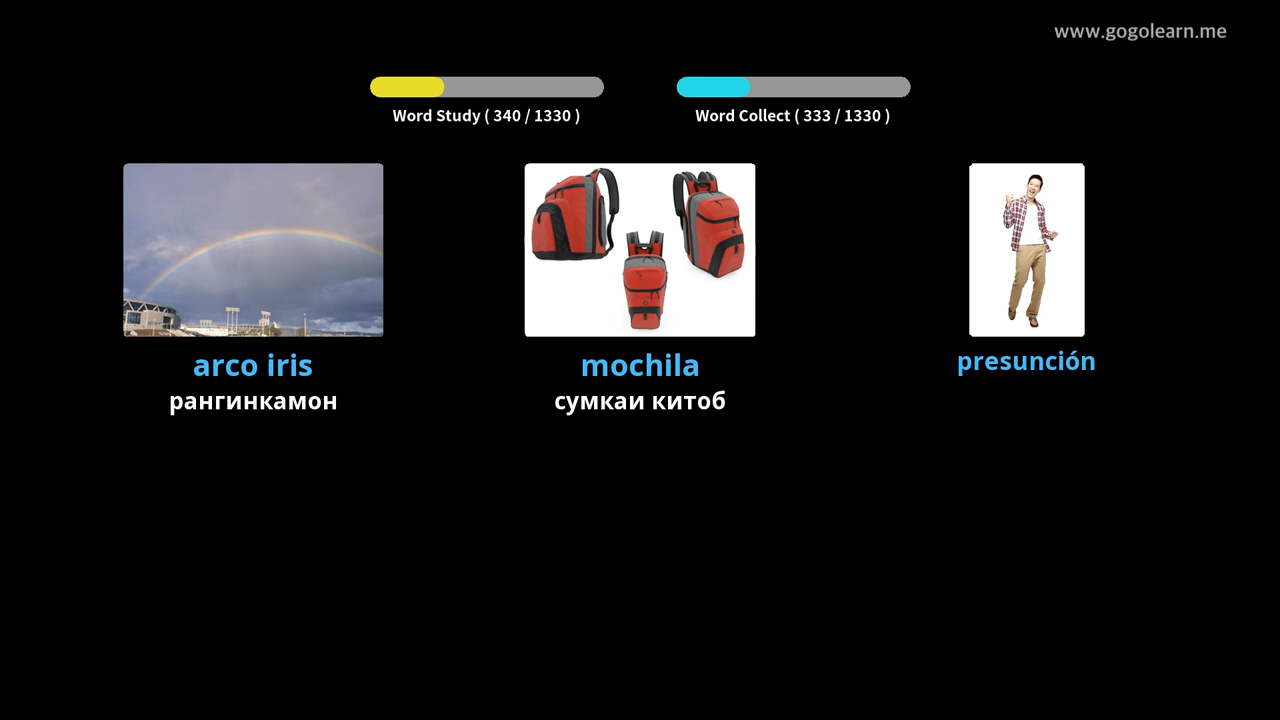 www.gogolearn.me
Word Study ( 340 / 1330 )
Word Collect ( 333 / 1330 )
arco iris
mochila
presunción
рангинкамон
сумкаи китоб